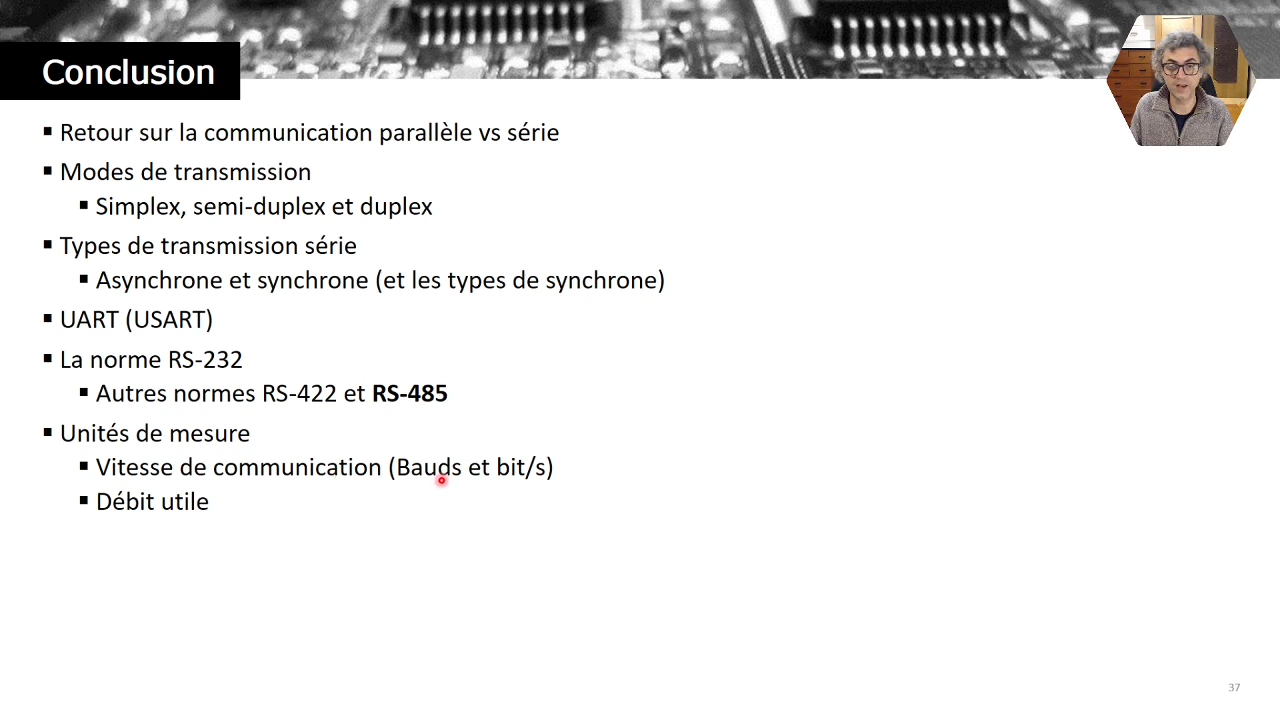 Conclusion
▪ Retour sur la communication parallèle vs série
▪ Modes de transmission
▪ Simplex, semi-duplex et duplex
▪ Types de transmission série
▪ Asynchrone et synchrone (et les types de synchrone)
▪ UART (USART)
▪ La norme RS-232
▪ Autres normes RS-422 et RS-485
▪ Unités de mesure
▪ Vitesse de communication (Bauds et bit/s)
▪ Débit utile
37